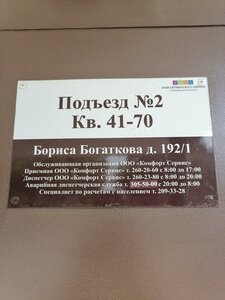 Подъезд №2
Кв. 41-70
Бориса Богаткова д. 192/1
Обслуживающая организация ООО «Комфорт Сервис»
Приемная ООО «Комфорт Сервис» т. 260-20-60 с 8:00 до 17:00
Диспетчер ООО «Комфорт Сервис» т. 260-23-80 с 8:00 до 20:00
Аварийная диспетчерская служба т. 305-50-00 с 20:00 до 8:00
Специалист по расчетам с населением т. 209-33-28